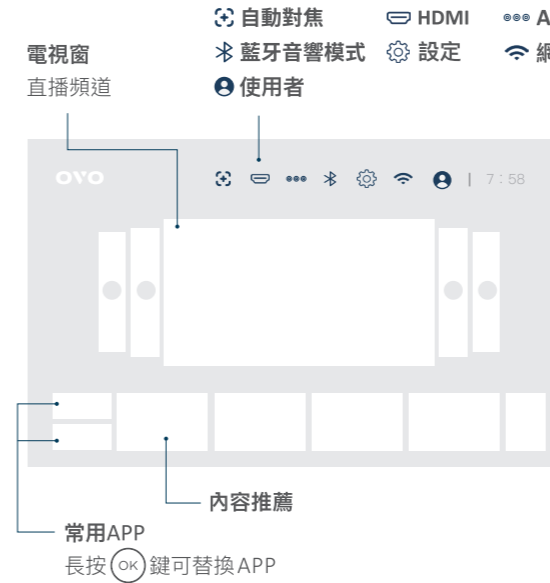 自動對焦 HDMI A
電視窗 藍牙音響模式 設定
直播頻道 使用者
OVO | 7:58
內容推薦
常用APP
長按OK鍵可替換APP